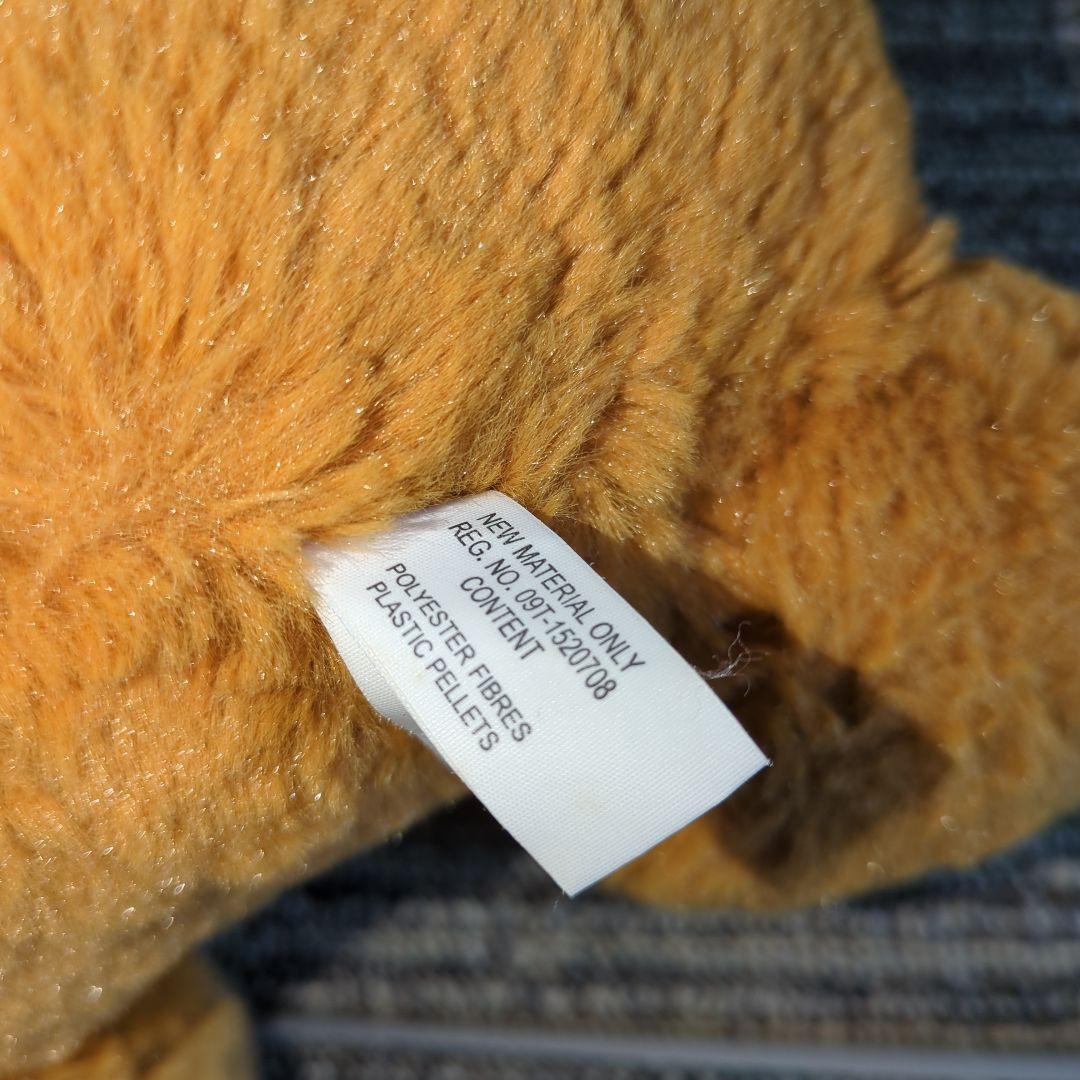 NEW MATERIAL ONLY
REG. NO. 09T-1520708
CONTENT
POLYESTER FIBRES
PLASTIC PELLETS